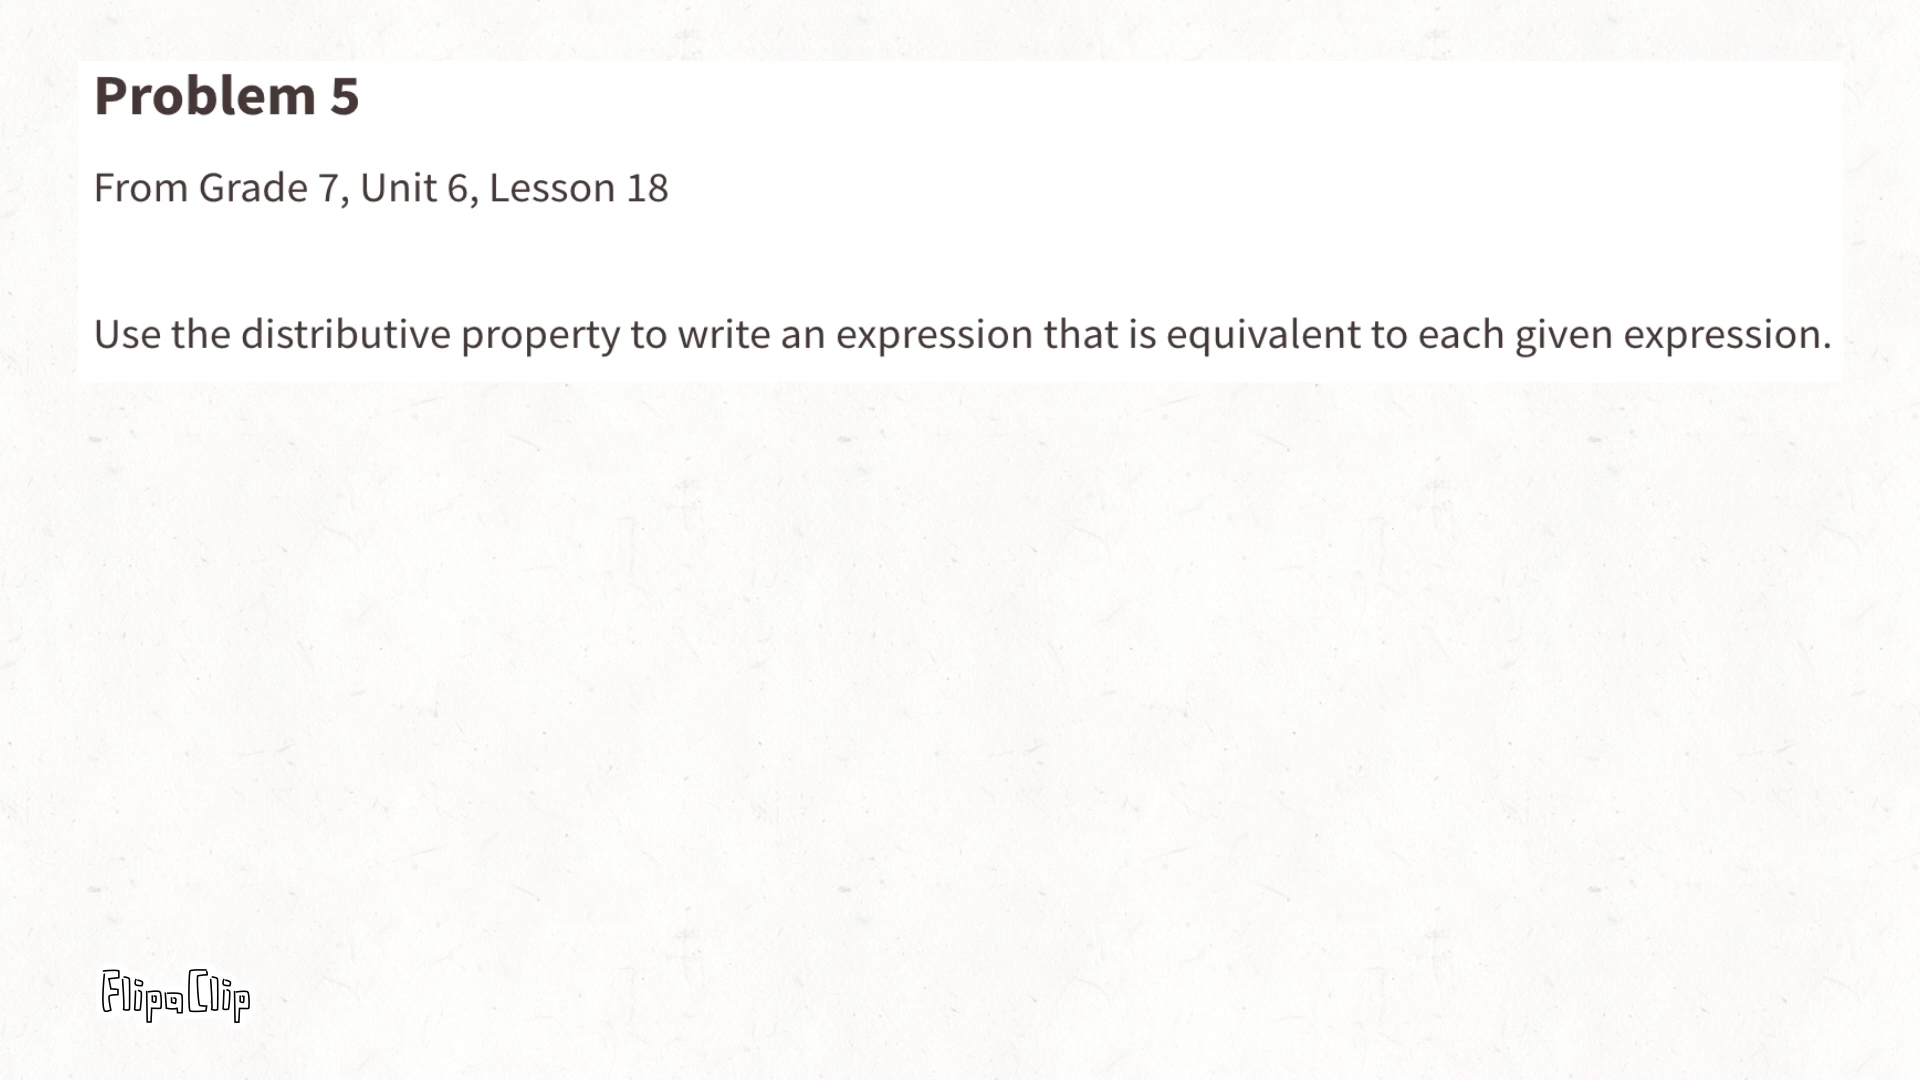 Problem 5
From Grade 7, Unit 6, Lesson 18
Use the distributive property to write an expression that is equivalent to each given expression.
FlipaClip